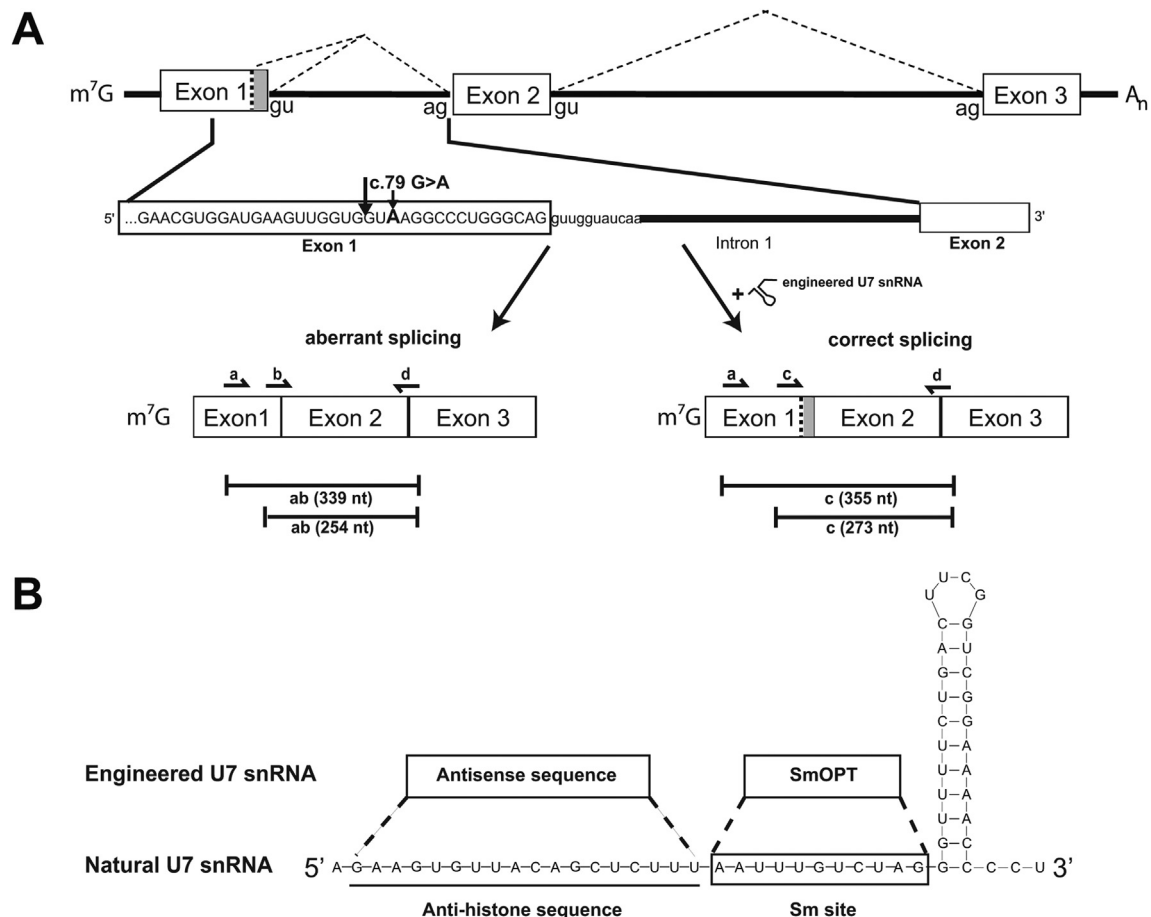 A
m⁷G Exon 1 gu ag Exon 2 gu ag Exon 3 Aₙ
c.79 G>A
5' ...GAACGUGGAUGAAGUUGGUGGUAAGGCCCUGGGCAG guugguaucaa 3'
Exon 1 Intron 1 Exon 2
+ engineered U7 snRNA
aberrant splicing correct splicing
a b d a c d
m⁷G Exon1 Exon 2 Exon 3 m⁷G Exon 1 Exon 2 Exon 3
ab (339 nt) c (355 nt)
ab (254 nt) c (273 nt)
B
U C
U G
C G
A U
G C
U G
C G
U A
U A
U A
U C
Engineered U7 snRNA Antisense sequence SmOPT
Natural U7 snRNA 5’ A G A A G U G U U A C A G C U C U U U A A U U U G U C U A G G C C C U 3’
Anti-histone sequence Sm site